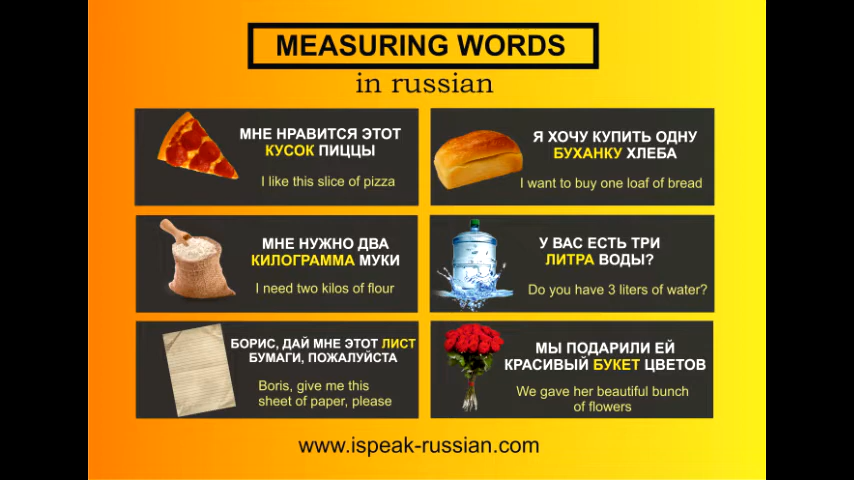 MEASURING WORDS
in russian
МНЕ НРАВИТСЯ ЭТОТ
КУСОК ПИЦЦЫ
I like this slice of pizza
Я ХОЧУ КУПИТЬ ОДНУ
БУХАНКУ ХЛЕБА
I want to buy one loaf of bread
МНЕ НУЖНО ДВА
КИЛОГРАММА МУКИ
I need two kilos of flour
У ВАС ЕСТЬ ТРИ
ЛИТРА ВОДЫ?
Do you have 3 liters of water?
БОРИС, ДАЙ МНЕ ЭТОТ ЛИСТ
БУМАГИ, ПОЖАЛУЙСТА
Boris, give me this
sheet of paper, please
МЫ ПОДАРИЛИ ЕЙ
КРАСИВЫЙ БУКЕТ ЦВЕТОВ
We gave her beautiful bunch
of flowers
www.ispeak-russian.com